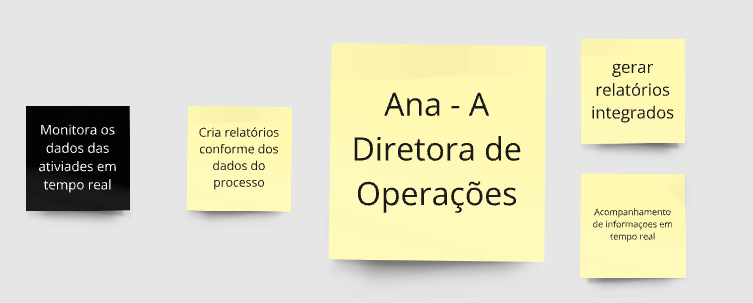 Monitora os
dados das
ativiades em
tempo real
Cria relatórios
conforme dos
dados do
processo
Ana - A
Diretora de
Operações
gerar
relatórios
integrados
Acompanhamento
de informaçoes em
tempo real